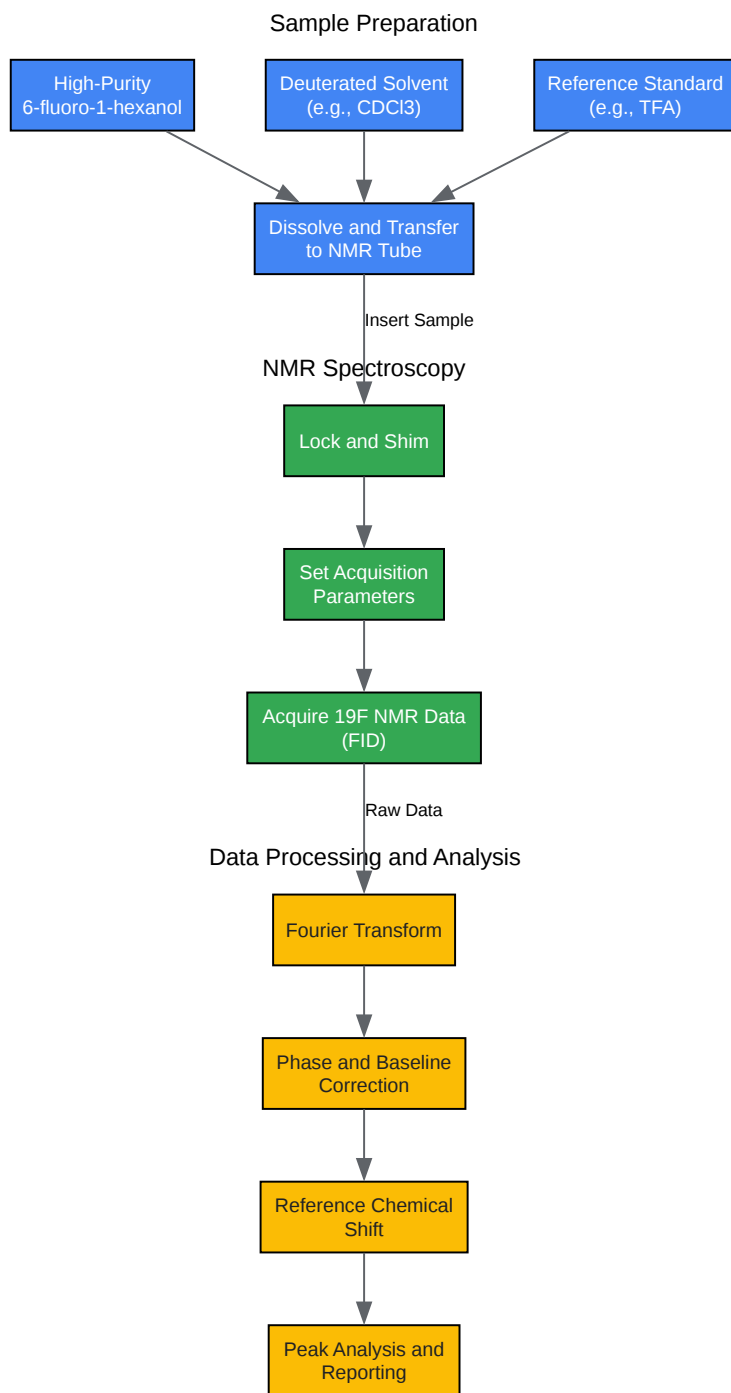 Sample Preparation
High-Purity
6-fluoro-1-hexanol
Deuterated Solvent
(e.g., CDCl3)
Reference Standard
(e.g., TFA)
Dissolve and Transfer
to NMR Tube
Insert Sample
NMR Spectroscopy
Lock and Shim
Set Acquisition
Parameters
Acquire 19F NMR Data
(FID)
Raw Data
Data Processing and Analysis
Fourier Transform
Phase and Baseline
Correction
Reference Chemical
Shift
Peak Analysis and
Reporting